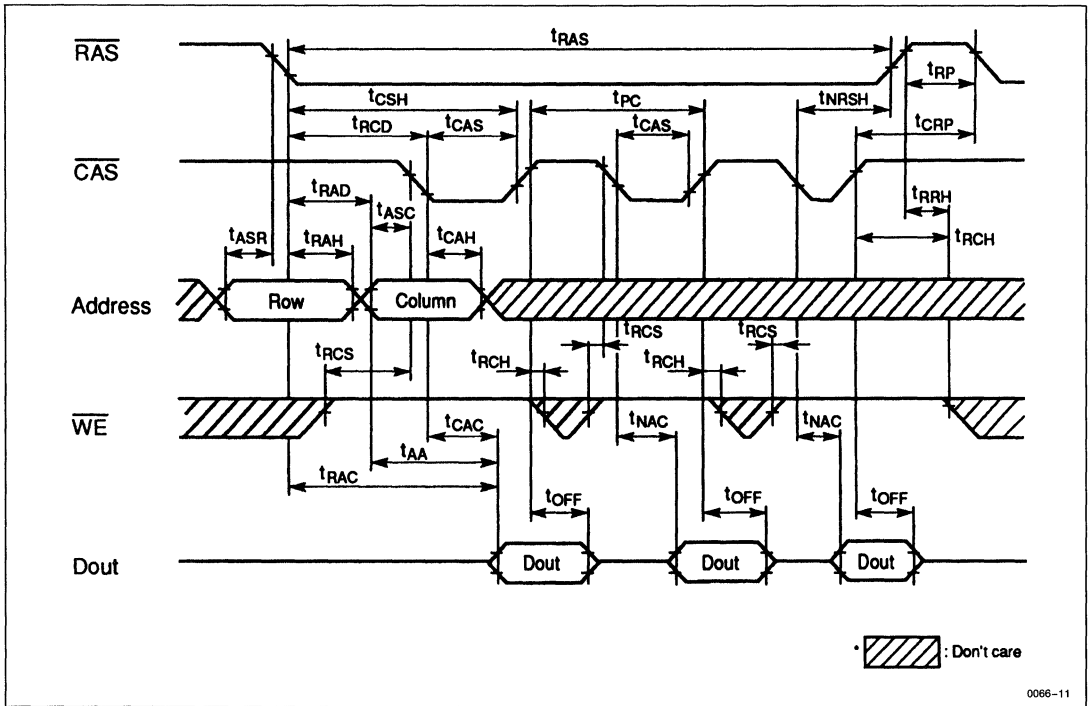 RAS
tRAS
tRP
tCSH
tPC
tNRSH
tRCD
tCAS
tCAS
tCRP
CAS
tRAD
tASC
tRRH
tASR
tRAH
tCAH
tRCH
Address
Row
Column
tRCS
tRCH
tRCS
tRCH
tRCS
WE
tCAC
tNAC
tNAC
tAA
tRAC
tOFF
tOFF
tOFF
Dout
Dout
Dout
Dout
* : Don't care
0066-11